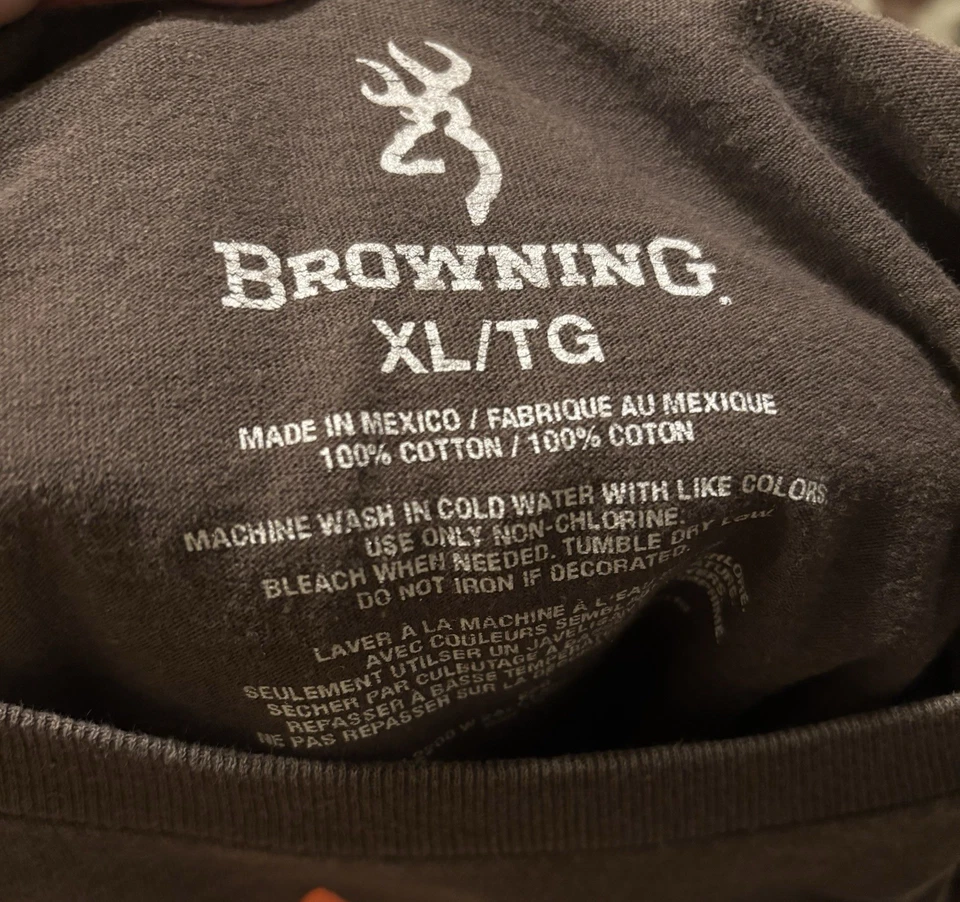 BROWNING.
XL/TG
MADE IN MEXICO / FABRIQUE AU MEXIQUE
100% COTTON / 100% COTON
MACHINE WASH IN COLD WATER WITH LIKE COLORS.
USE ONLY NON-CHLORINE.
BLEACH WHEN NEEDED. TUMBLE DRY LOW.
DO NOT IRON IF DECORATED.
LAVER À LA MACHINE À L'EAU
AVEC COULEURS
SEULEMENT UTILSER UN
SÉCHER PAR CULBUTAGE À
REPASSER À BASSE
NE PAS REPASSER SUR LA